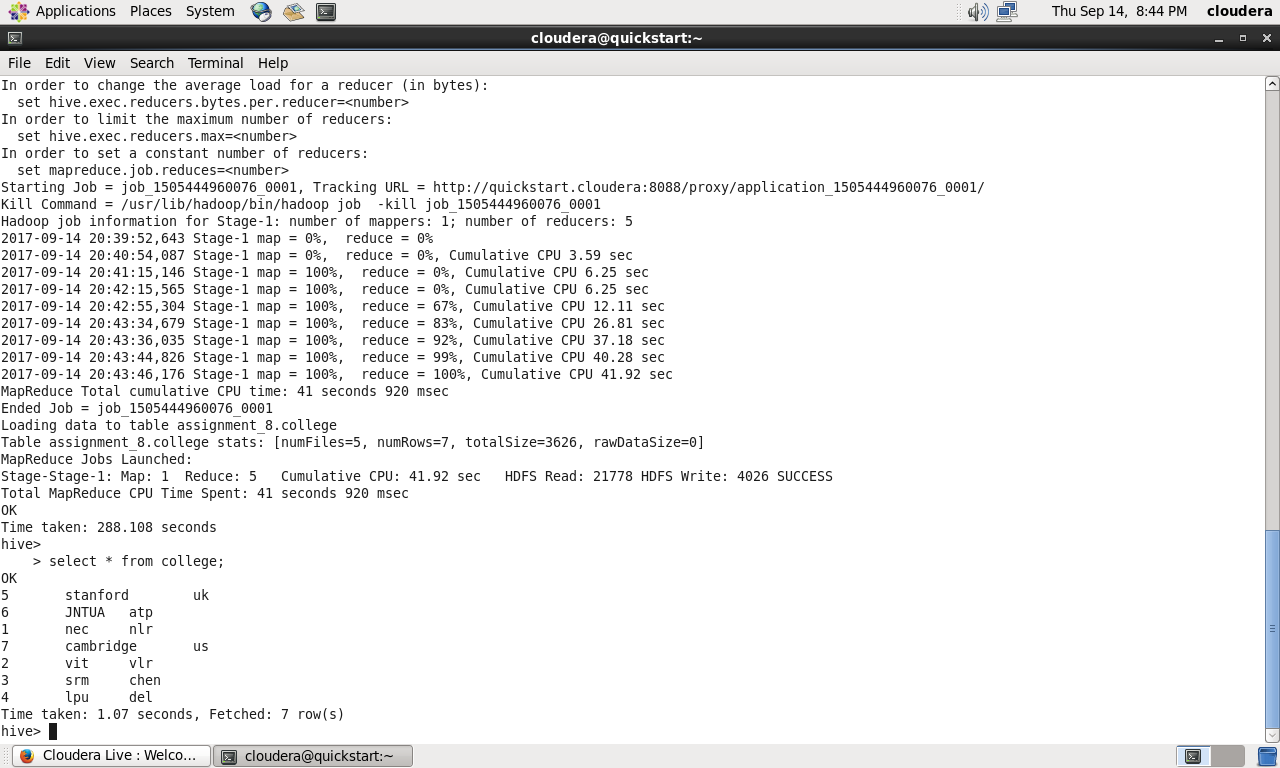 Applications Places System Thu Sep 14, 8:44 PM cloudera
cloudera@quickstart:~
File Edit View Search Terminal Help
In order to change the average load for a reducer (in bytes):
  set hive.exec.reducers.bytes.per.reducer=<number>
In order to limit the maximum number of reducers:
  set hive.exec.reducers.max=<number>
In order to set a constant number of reducers:
  set mapreduce.job.reduces=<number>
Starting Job = job_1505444960076_0001, Tracking URL = http://quickstart.cloudera:8088/proxy/application_1505444960076_0001/
Kill Command = /usr/lib/hadoop/bin/hadoop job  -kill job_1505444960076_0001
Hadoop job information for Stage-1: number of mappers: 1; number of reducers: 5
2017-09-14 20:39:52,643 Stage-1 map = 0%,  reduce = 0%
2017-09-14 20:40:54,087 Stage-1 map = 0%,  reduce = 0%, Cumulative CPU 3.59 sec
2017-09-14 20:41:15,146 Stage-1 map = 100%,  reduce = 0%, Cumulative CPU 6.25 sec
2017-09-14 20:42:15,565 Stage-1 map = 100%,  reduce = 0%, Cumulative CPU 6.25 sec
2017-09-14 20:42:55,304 Stage-1 map = 100%,  reduce = 67%, Cumulative CPU 12.11 sec
2017-09-14 20:43:34,679 Stage-1 map = 100%,  reduce = 83%, Cumulative CPU 26.81 sec
2017-09-14 20:43:36,035 Stage-1 map = 100%,  reduce = 92%, Cumulative CPU 37.18 sec
2017-09-14 20:43:44,826 Stage-1 map = 100%,  reduce = 99%, Cumulative CPU 40.28 sec
2017-09-14 20:43:46,176 Stage-1 map = 100%,  reduce = 100%, Cumulative CPU 41.92 sec
MapReduce Total cumulative CPU time: 41 seconds 920 msec
Ended Job = job_1505444960076_0001
Loading data to table assignment_8.college
Table assignment_8.college stats: [numFiles=5, numRows=7, totalSize=3626, rawDataSize=0]
MapReduce Jobs Launched:
Stage-Stage-1: Map: 1  Reduce: 5   Cumulative CPU: 41.92 sec   HDFS Read: 21778 HDFS Write: 4026 SUCCESS
Total MapReduce CPU Time Spent: 41 seconds 920 msec
OK
Time taken: 288.108 seconds
hive>
    > select * from college;
OK
5       stanford        uk
6       JNTUA   atp
1       nec     nlr
7       cambridge       us
2       vit     vlr
3       srm     chen
4       lpu     del
Time taken: 1.07 seconds, Fetched: 7 row(s)
hive>
Cloudera Live : Welco... cloudera@quickstart:~